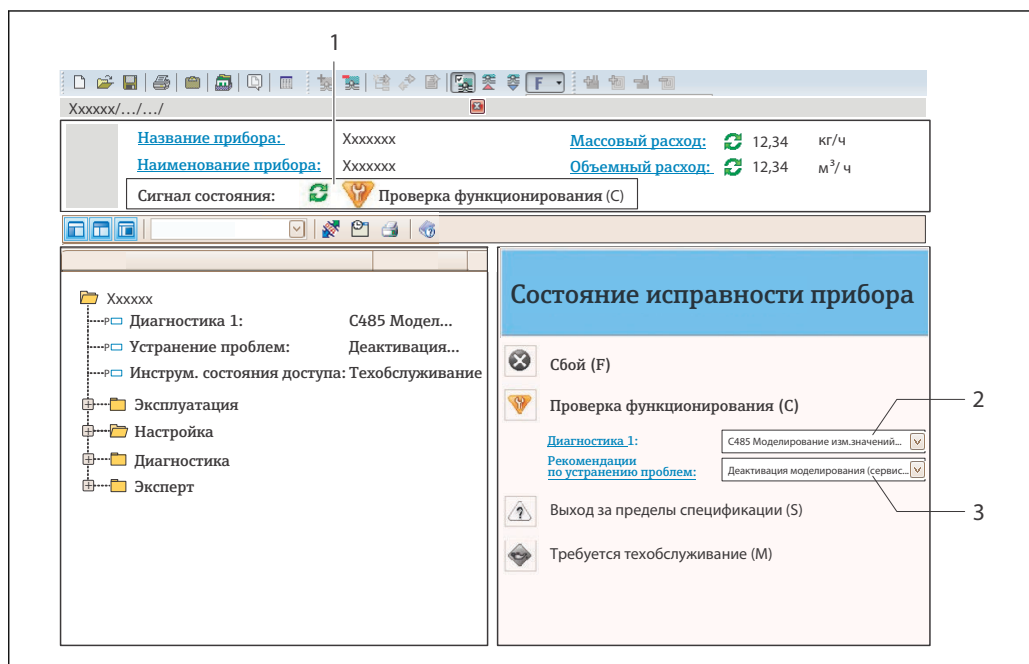 1
F
Xxxxxx/.../.../
Название прибора: Xxxxxxx Массовый расход: 12,34 кг/ч
Наименование прибора: Xxxxxxx Объемный расход: 12,34 м³/ ч
Сигнал состояния: Проверка функционирования (C)
Xxxxxx
Диагностика 1: C485 Модел...
Устранение проблем: Деактивация...
Инструм. состояния доступа: Техобслуживание
Эксплуатация
Настройка
Диагностика
Эксперт
Состояние исправности прибора
Сбой (F)
Проверка функционирования (C)
2
Диагностика 1: C485 Моделирование изм.значений...
Рекомендации
по устранению проблем: Деактивация моделирования (сервис...
3
Выход за пределы спецификации (S)
Требуется техобслуживание (M)